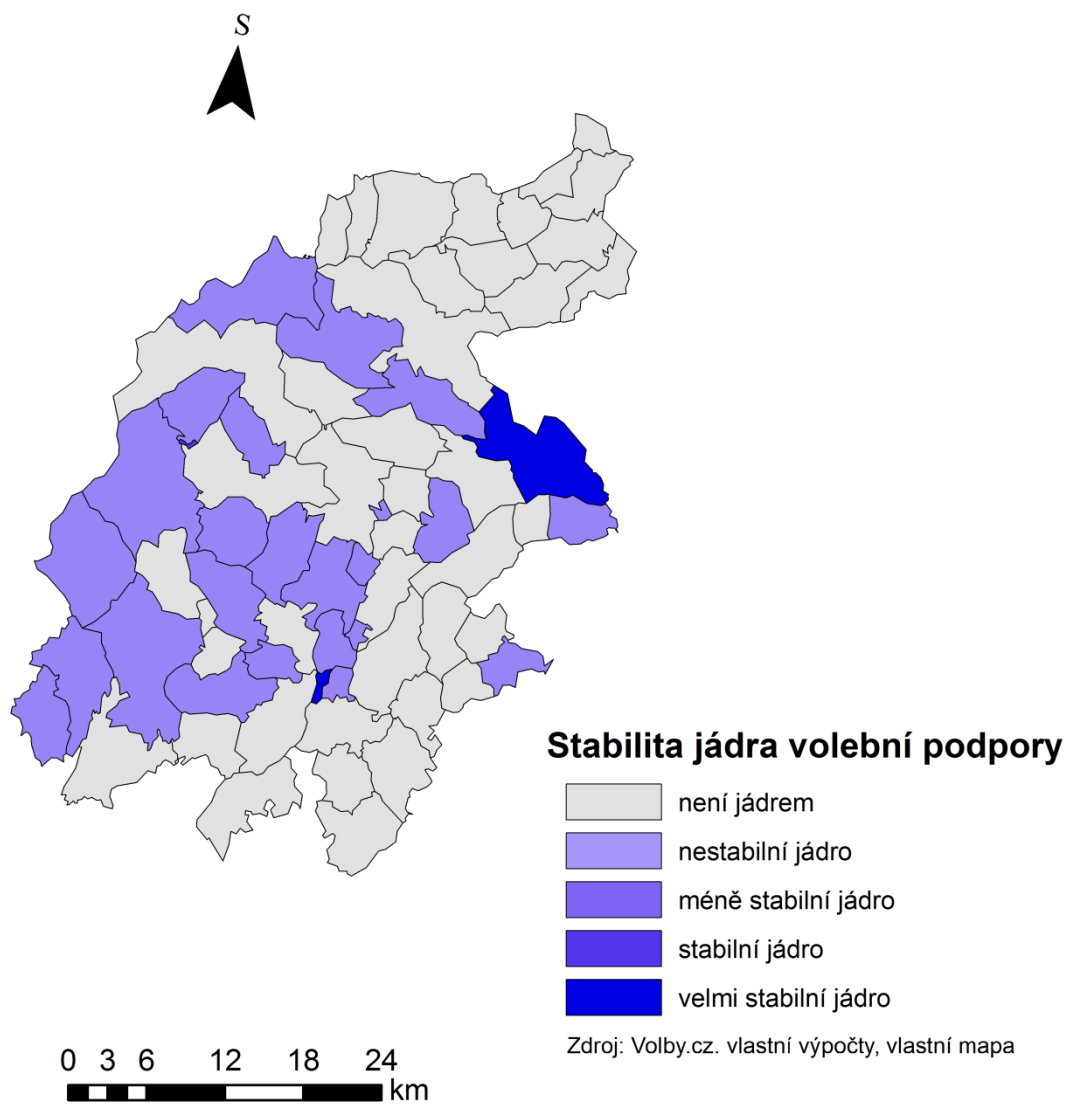 S
Stabilita jádra volební podpory
není jádrem
nestabilní jádro
méně stabilní jádro
stabilní jádro
velmi stabilní jádro
Zdroj: Volby.cz. vlastní výpočty, vlastní mapa
0 3 6 12 18 24
km